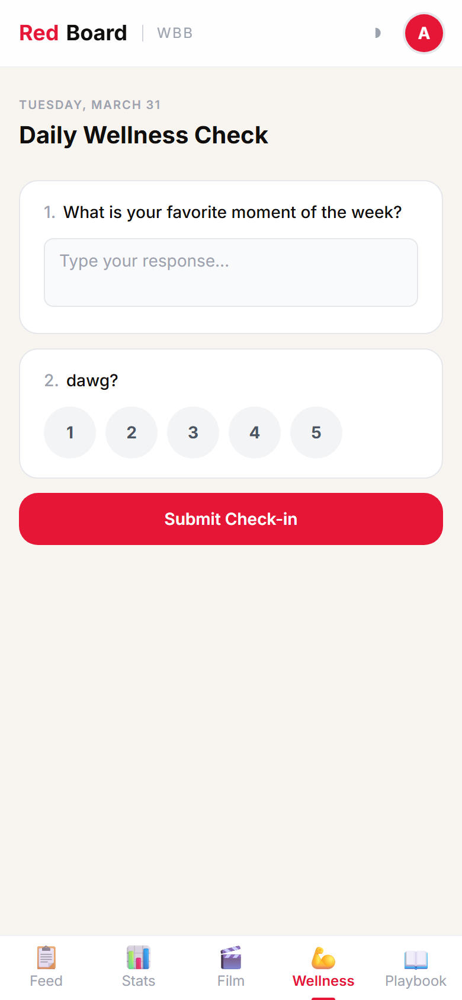 Red Board WBB
A
TUESDAY, MARCH 31
Daily Wellness Check
1. What is your favorite moment of the week?
Type your response...
2. dawg?
1 2 3 4 5
Submit Check-in
Feed Stats Film Wellness Playbook